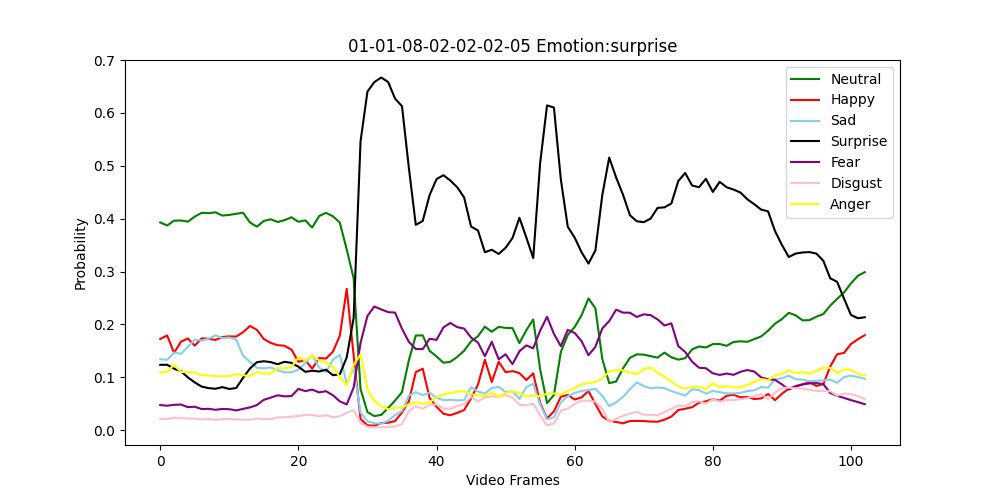 01-01-08-02-02-02-05 Emotion:surprise
0.7
0.6
0.5
0.4
0.3
0.2
0.1
0.0
Probability
Neutral
Happy
Sad
Surprise
Fear
Disgust
Anger
0
20
40
60
80
100
Video Frames